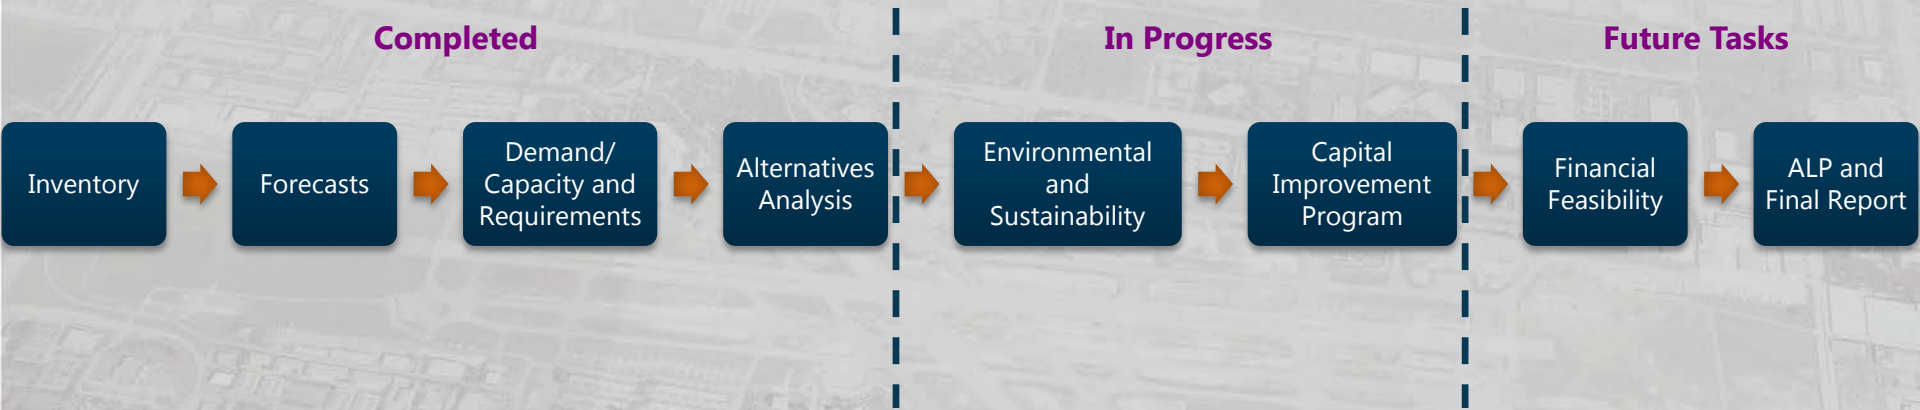 Completed
In Progress
Future Tasks
Inventory
Forecasts
Demand/
Capacity and
Requirements
Alternatives
Analysis
Environmental
and
Sustainability
Capital
Improvement
Program
Financial
Feasibility
ALP and
Final Report